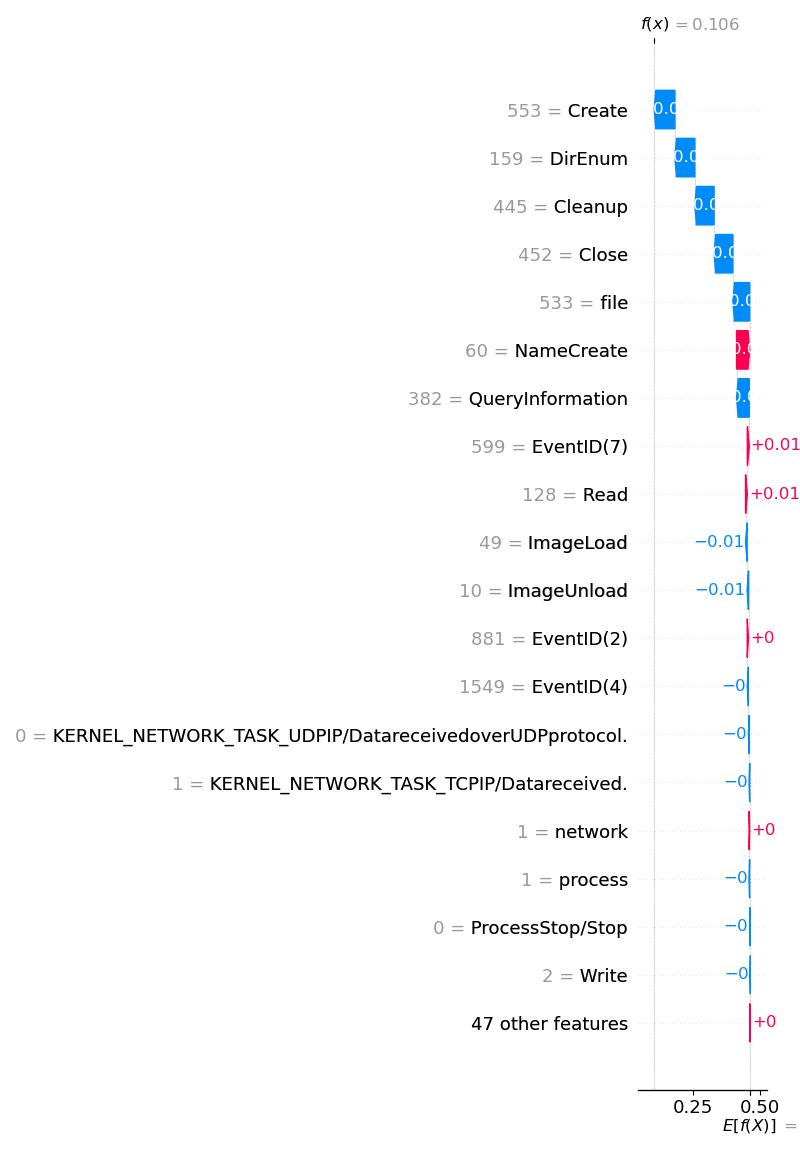 f(x) = 0.106
553 = Create
159 = DirEnum
445 = Cleanup
452 = Close
533 = file
60 = NameCreate
382 = QueryInformation
599 = EventID(7) +0.01
128 = Read +0.01
49 = ImageLoad −0.01
10 = ImageUnload −0.01
881 = EventID(2) +0
1549 = EventID(4) −0
0 = KERNEL_NETWORK_TASK_UDPIP/DatareceivedoverUDPprotocol. −0
1 = KERNEL_NETWORK_TASK_TCPIP/Datareceived. −0
1 = network +0
1 = process −0
0 = ProcessStop/Stop −0
2 = Write −0
47 other features +0
0.25 0.50
E[f(X)] =